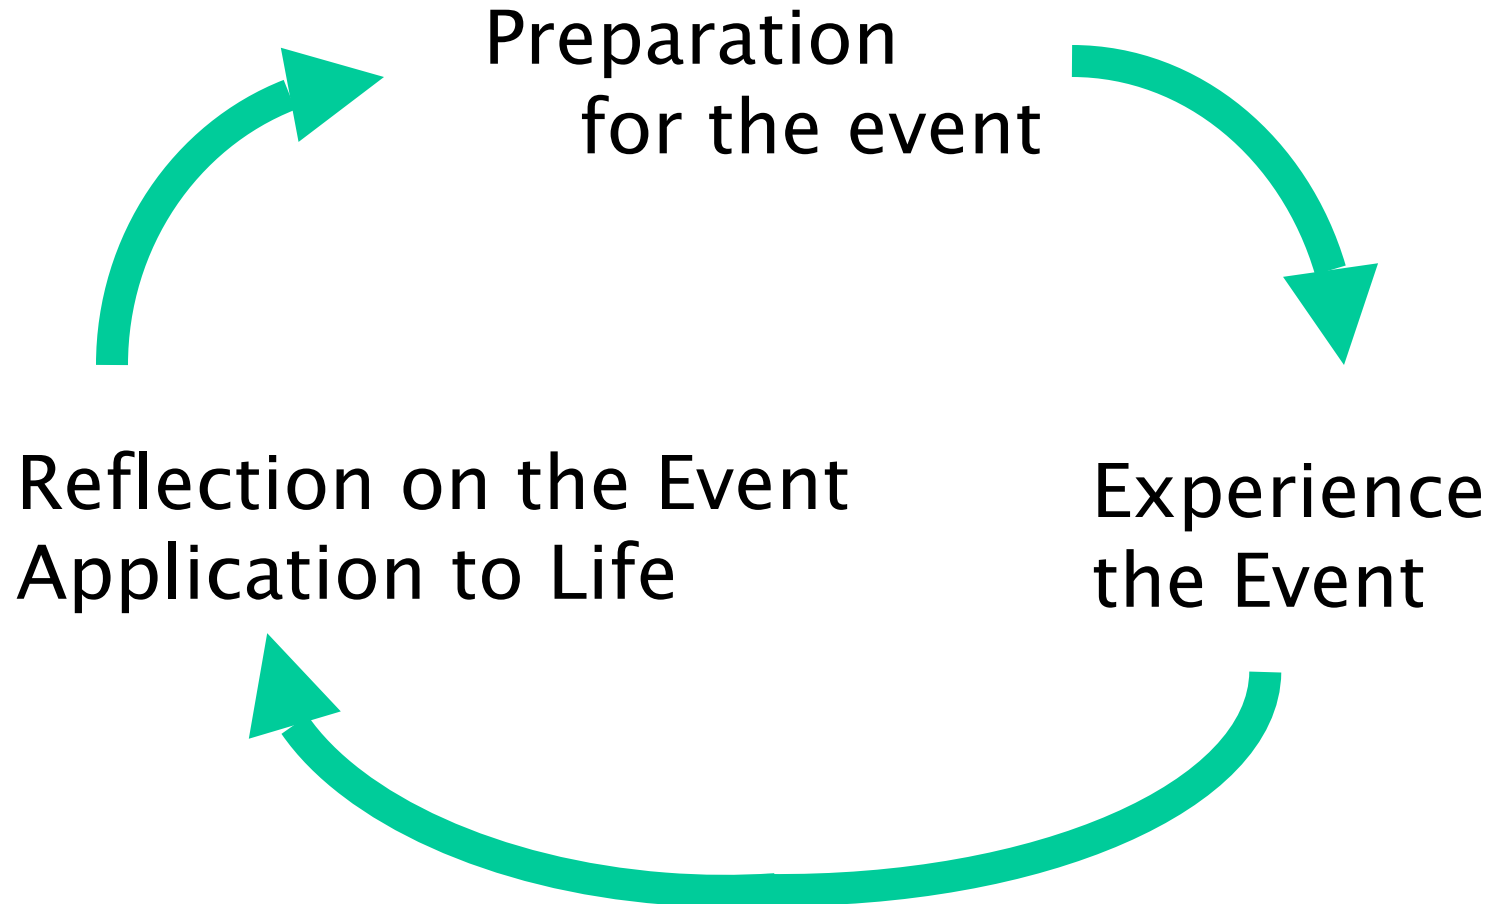 Preparation
for the event
Experience
the Event
Reflection on the Event
Application to Life